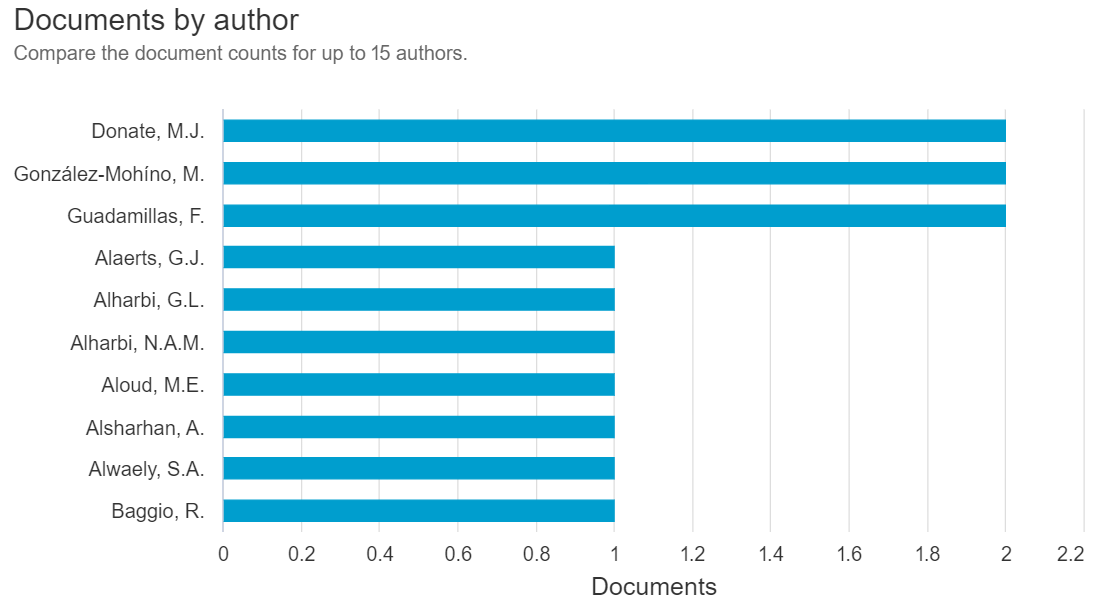 Documents by author
Compare the document counts for up to 15 authors.
Donate, M.J.
González-Mohíno, M.
Guadamillas, F.
Alaerts, G.J.
Alharbi, G.L.
Alharbi, N.A.M.
Aloud, M.E.
Alsharhan, A.
Alwaely, S.A.
Baggio, R.
0 0.2 0.4 0.6 0.8 1 1.2 1.4 1.6 1.8 2 2.2
Documents